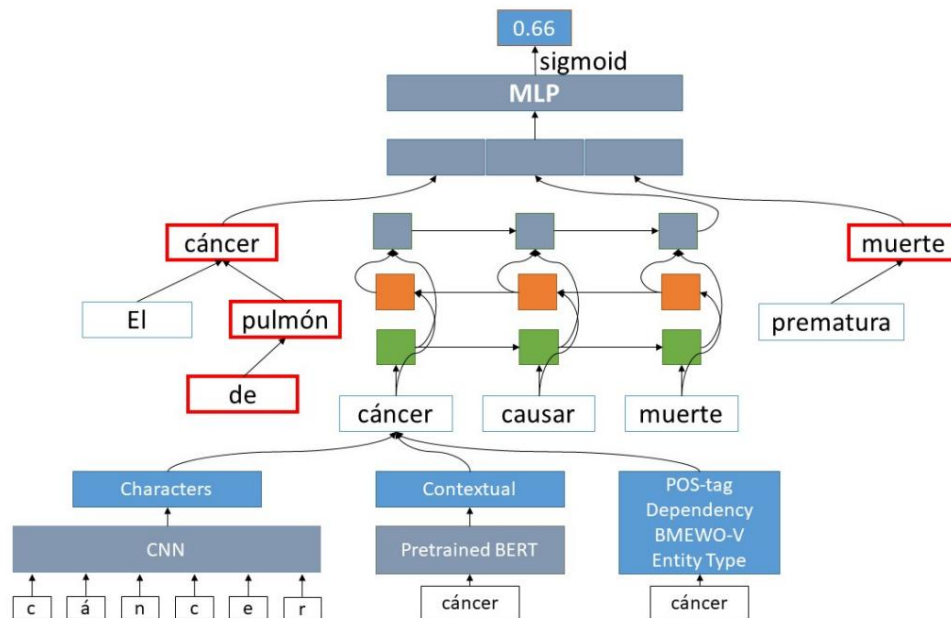 0.66
sigmoid
MLP
cáncer
muerte
El
pulmón
prematura
de
cáncer
causar
muerte
Characters
Contextual
POS-tag
Dependency
BMEWO-V
Entity Type
CNN
Pretrained BERT
c
á
n
c
e
r
cáncer
cáncer